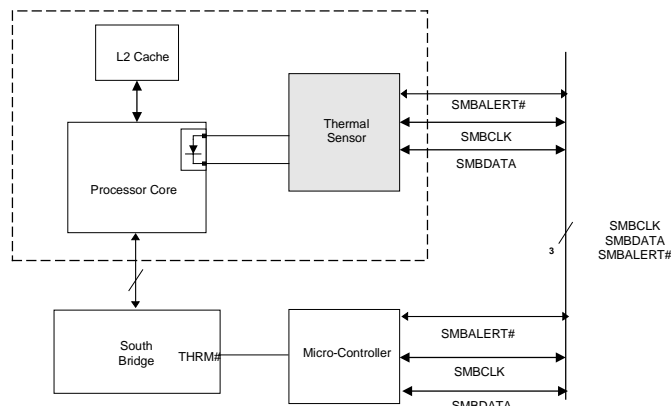 L2 Cache
Thermal
Sensor
Processor Core
SMBALERT#
SMBCLK
SMBDATA
3
SMBCLK
SMBDATA
SMBALERT#
South
Bridge
THRM#
Micro-Controller
SMBALERT#
SMBCLK
SMBDATA